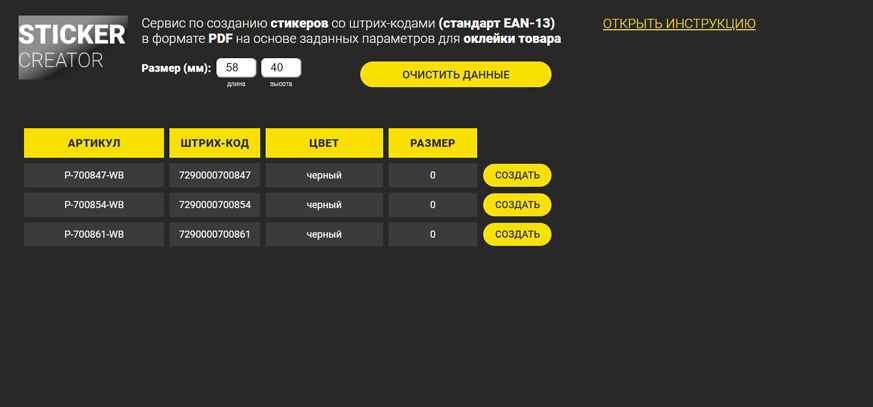 STICKER
CREATOR
Сервис по созданию стикеров со штрих-кодами (стандарт EAN-13)
в формате PDF на основе заданных параметров для оклейки товара
ОТКРЫТЬ ИНСТРУКЦИЮ
Размер (мм): 58 40
длина высота
ОЧИСТИТЬ ДАННЫЕ
АРТИКУЛ ШТРИХ-КОД ЦВЕТ РАЗМЕР
P-700847-WB 7290000700847 черный 0 СОЗДАТЬ
P-700854-WB 7290000700854 черный 0 СОЗДАТЬ
P-700861-WB 7290000700861 черный 0 СОЗДАТЬ